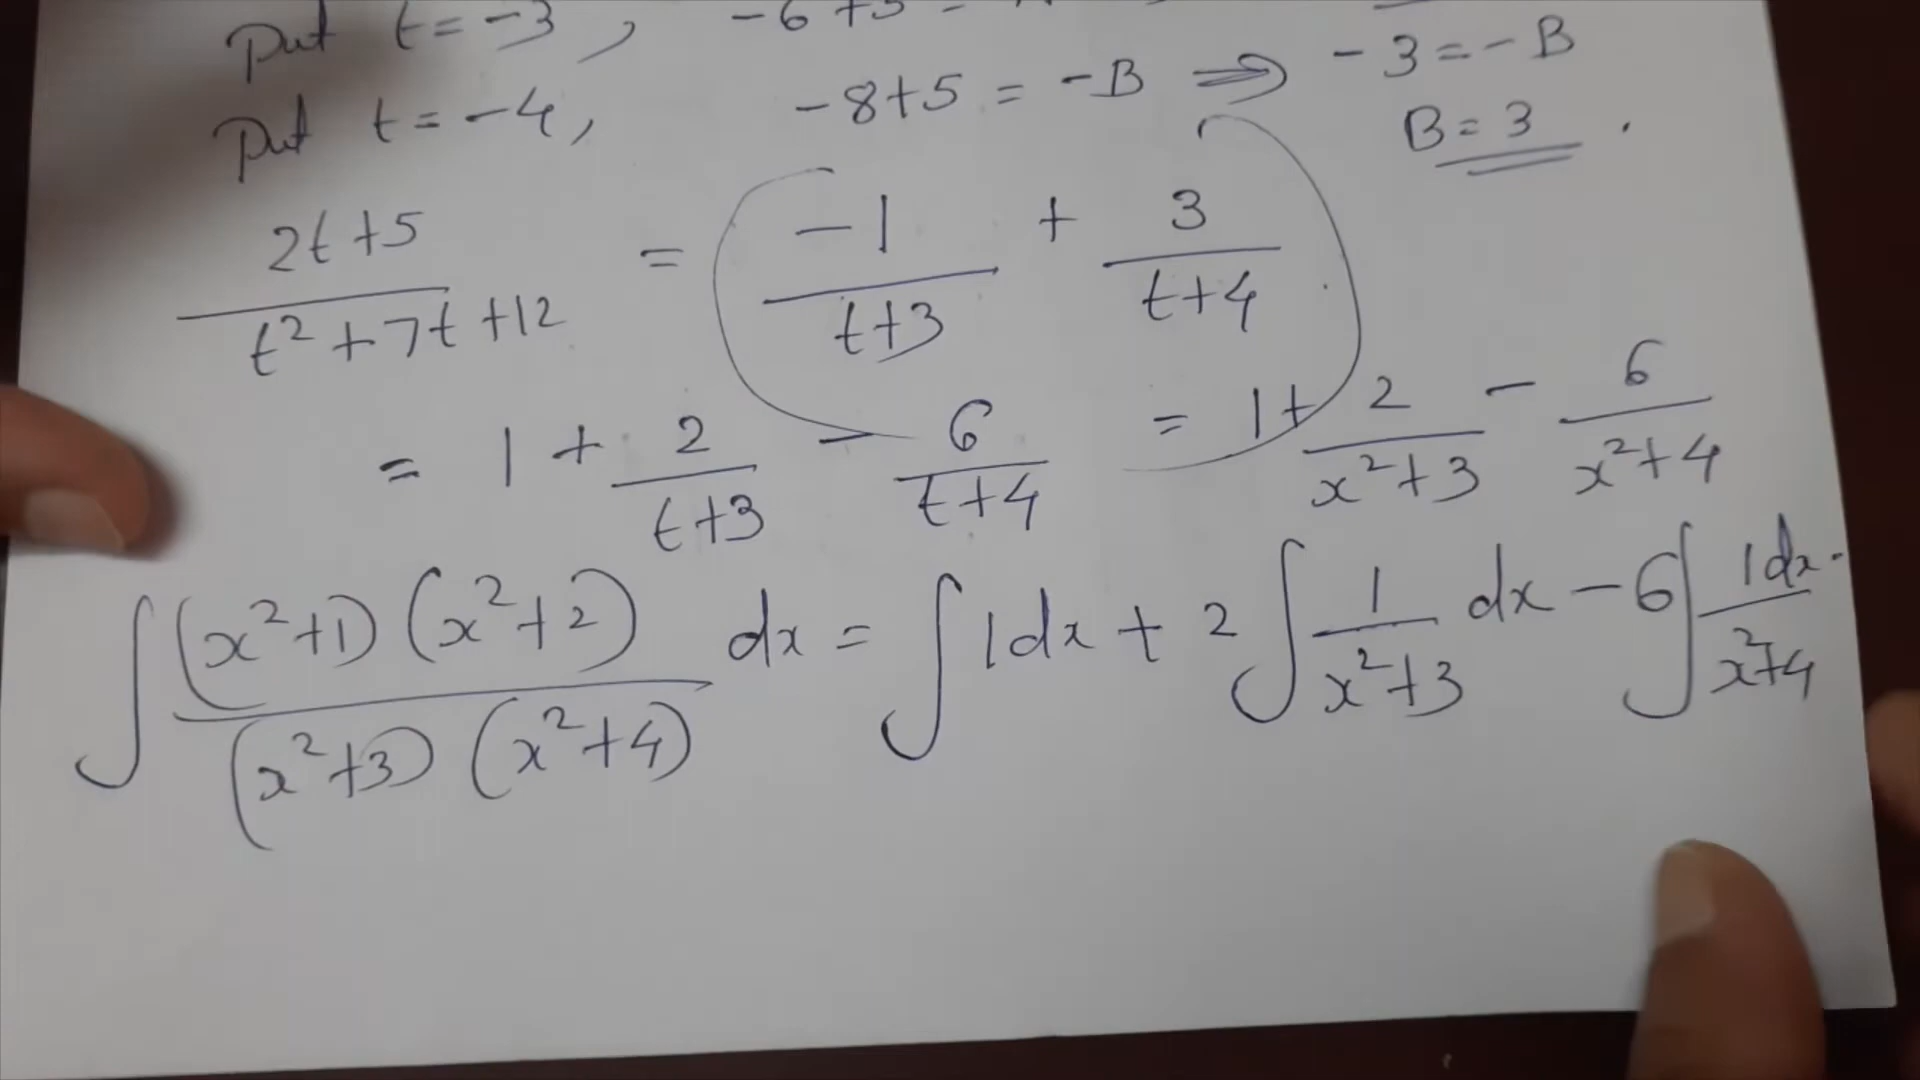 Put t = -3 , -6+5 =
Put t = -4 , -8+5 = -B ⇒ -3 = -B
B = 3 .
2t+5 / t²+7t+12 = -1 / t+3 + 3 / t+4
= 1 + 2 / t+3 - 6 / t+4 = 1 + 2 / x²+3 - 6 / x²+4
∫ (x²+1) (x²+2) / (x²+3) (x²+4) dx = ∫ 1dx + 2 ∫ 1 / x²+3 dx - 6 ∫ 1dx / x²+4 .